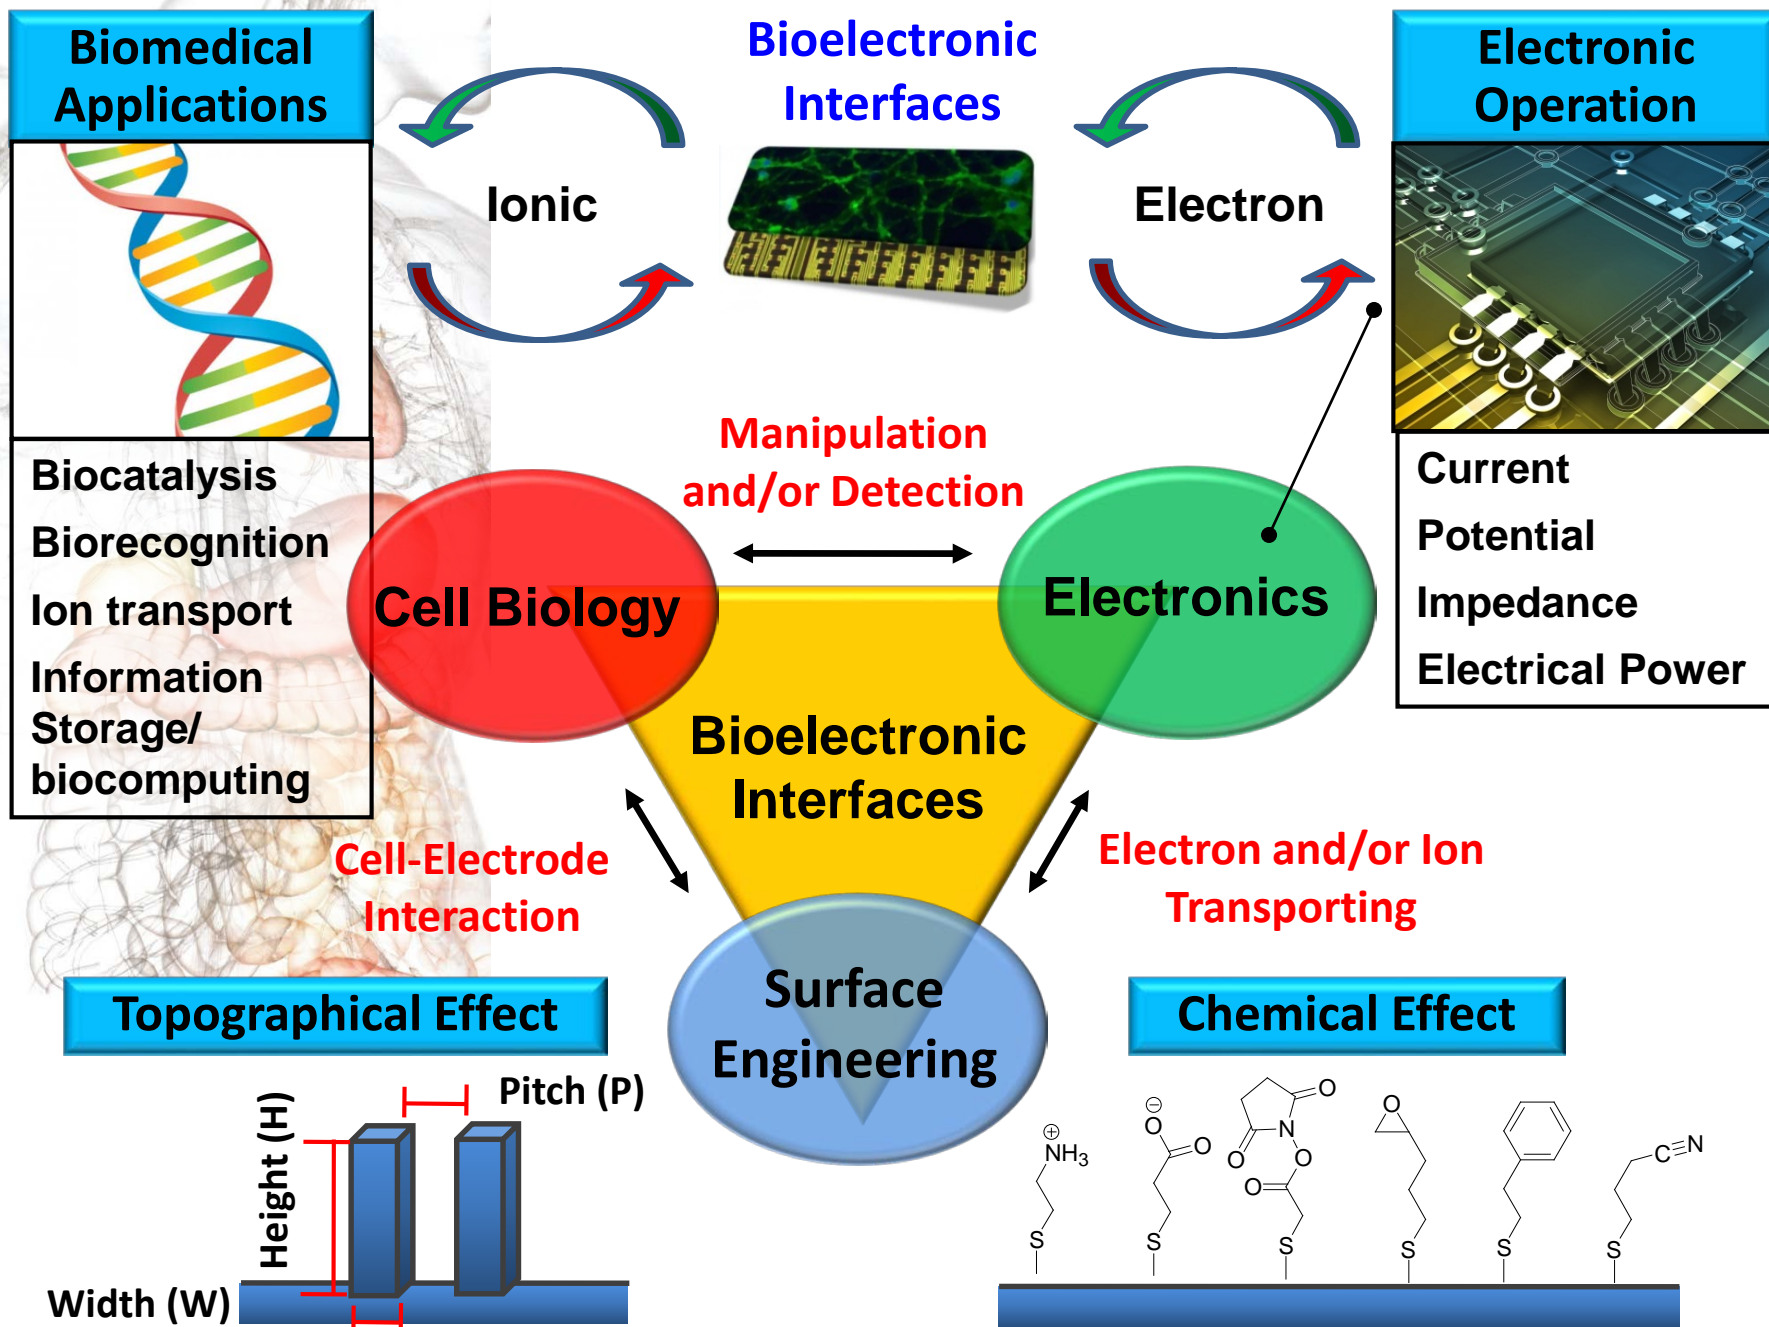 Biomedical
Applications
Bioelectronic
Interfaces
Electronic
Operation
Ionic
Electron
Biocatalysis
Biorecognition
Ion transport
Information
Storage/
biocomputing
Current
Potential
Impedance
Electrical Power
Manipulation
and/or Detection
Cell Biology
Electronics
Bioelectronic
Interfaces
Cell-Electrode
Interaction
Electron and/or Ion
Transporting
Surface
Engineering
Topographical Effect
Pitch (P)
Height (H)
Width (W)
Chemical Effect
⊕
NH₃
S
⊖
O
O
S
O
N
O
O
O
S
O
S
S
C≡N
S